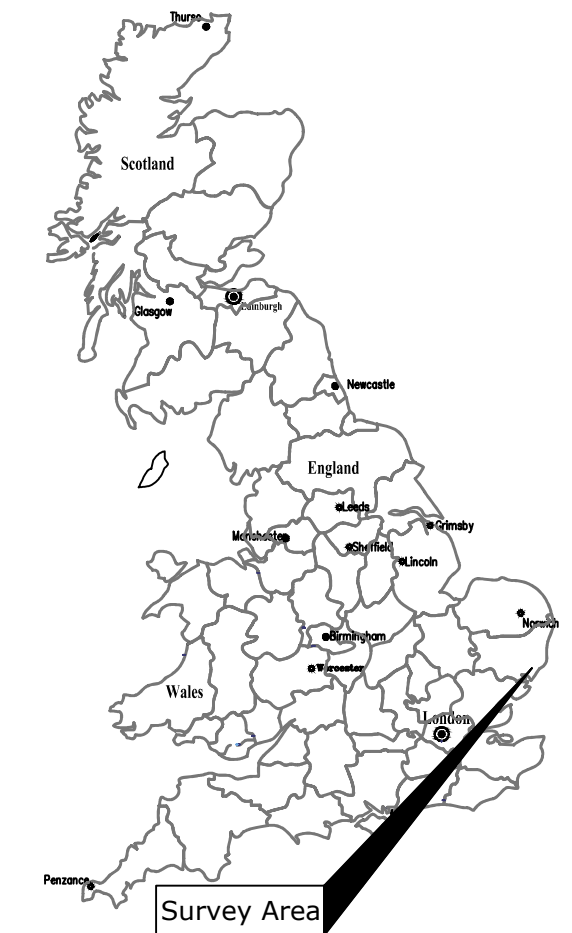 Thurso
Scotland
Edinburgh
Glasgow
Newcastle
England
Leeds
Grimsby
Manchester
Sheffield
Lincoln
Norwich
Birmingham
Worcester
Wales
London
Penzance
Survey Area